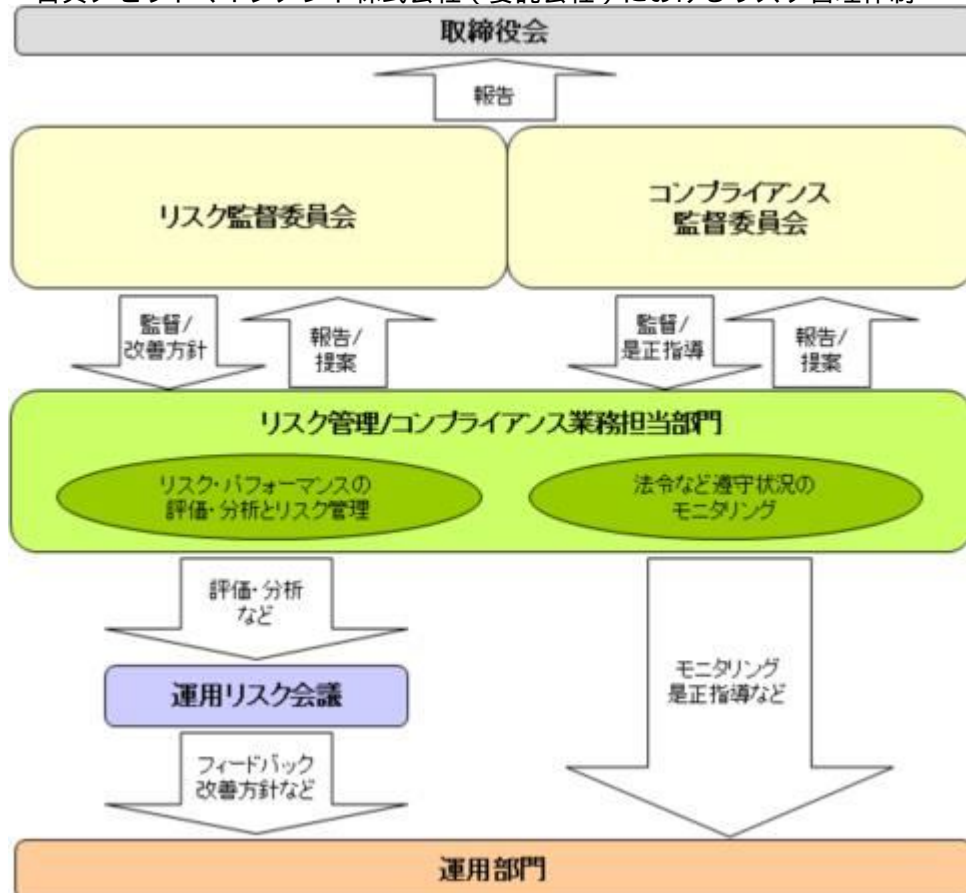 取締役会
報告
リスク監督委員会
コンプライアンス
監督委員会
監督/
改善方針
報告/
提案
監督/
是正指導
報告/
提案
リスク管理/コンプライアンス業務担当部門
リスク・パフォーマンスの
評価・分析とリスク管理
法令など遵守状況の
モニタリング
評価・分析
など
運用リスク会議
モニタリング
是正指導など
フィードバック
改善方針など
運用部門